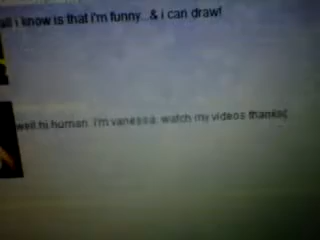 all i know is that i'm funny...& i can draw!
well.hi.human. i'm vanessa. watch my videos thanks(: